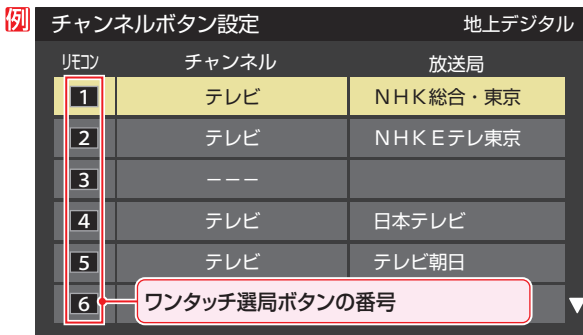 例 チャンネルボタン設定 地上デジタル
リモコン チャンネル 放送局
1 テレビ NHK総合・東京
2 テレビ NHKEテレ東京
3 −−−
4 テレビ 日本テレビ
5 テレビ テレビ朝日
6 ワンタッチ選局ボタンの番号